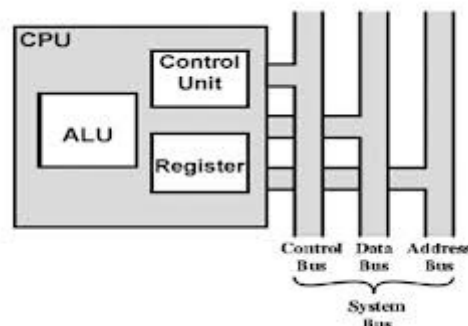 CPU
Control
Unit
ALU
Register
Control Data Address
Bus Bus Bus
System
Bus